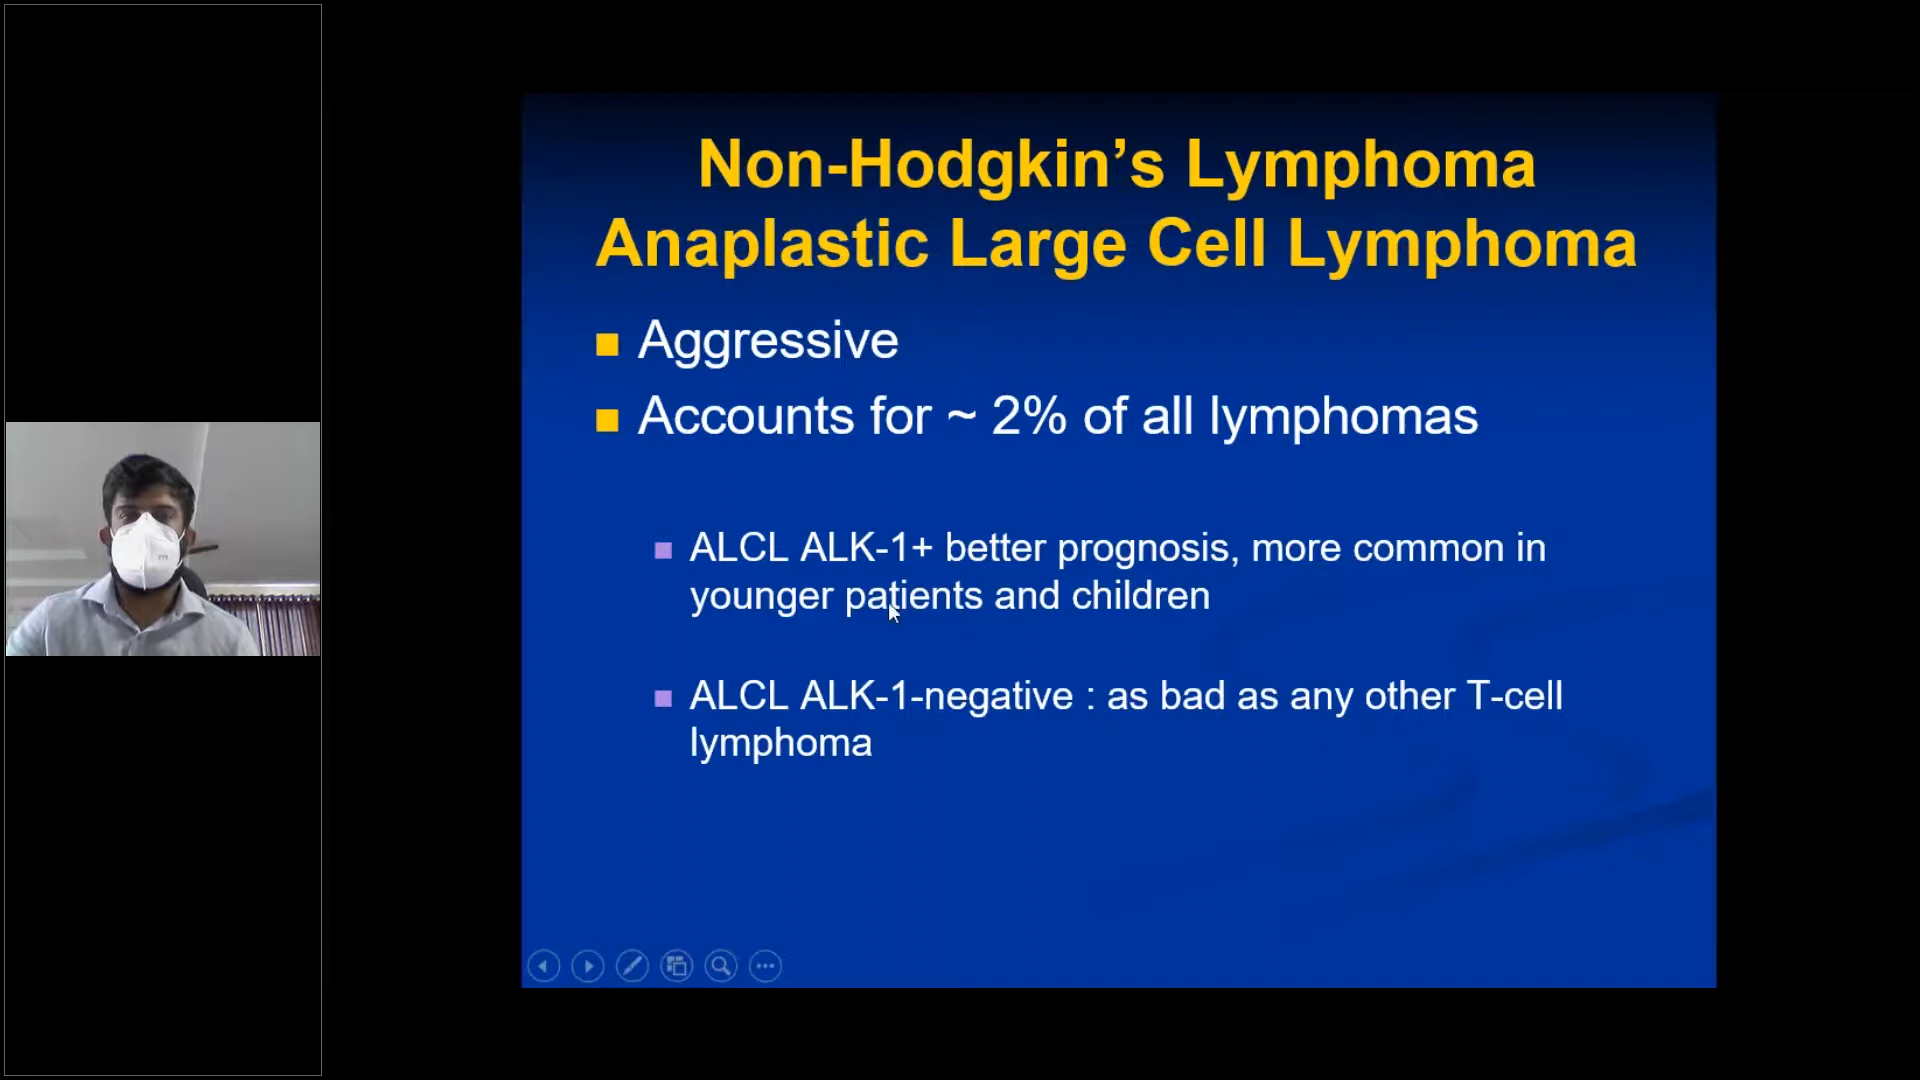 Non-Hodgkin’s Lymphoma
Anaplastic Large Cell Lymphoma
Aggressive
Accounts for ~ 2% of all lymphomas
ALCL ALK-1+ better prognosis, more common in
younger patients and children
ALCL ALK-1-negative : as bad as any other T-cell
lymphoma